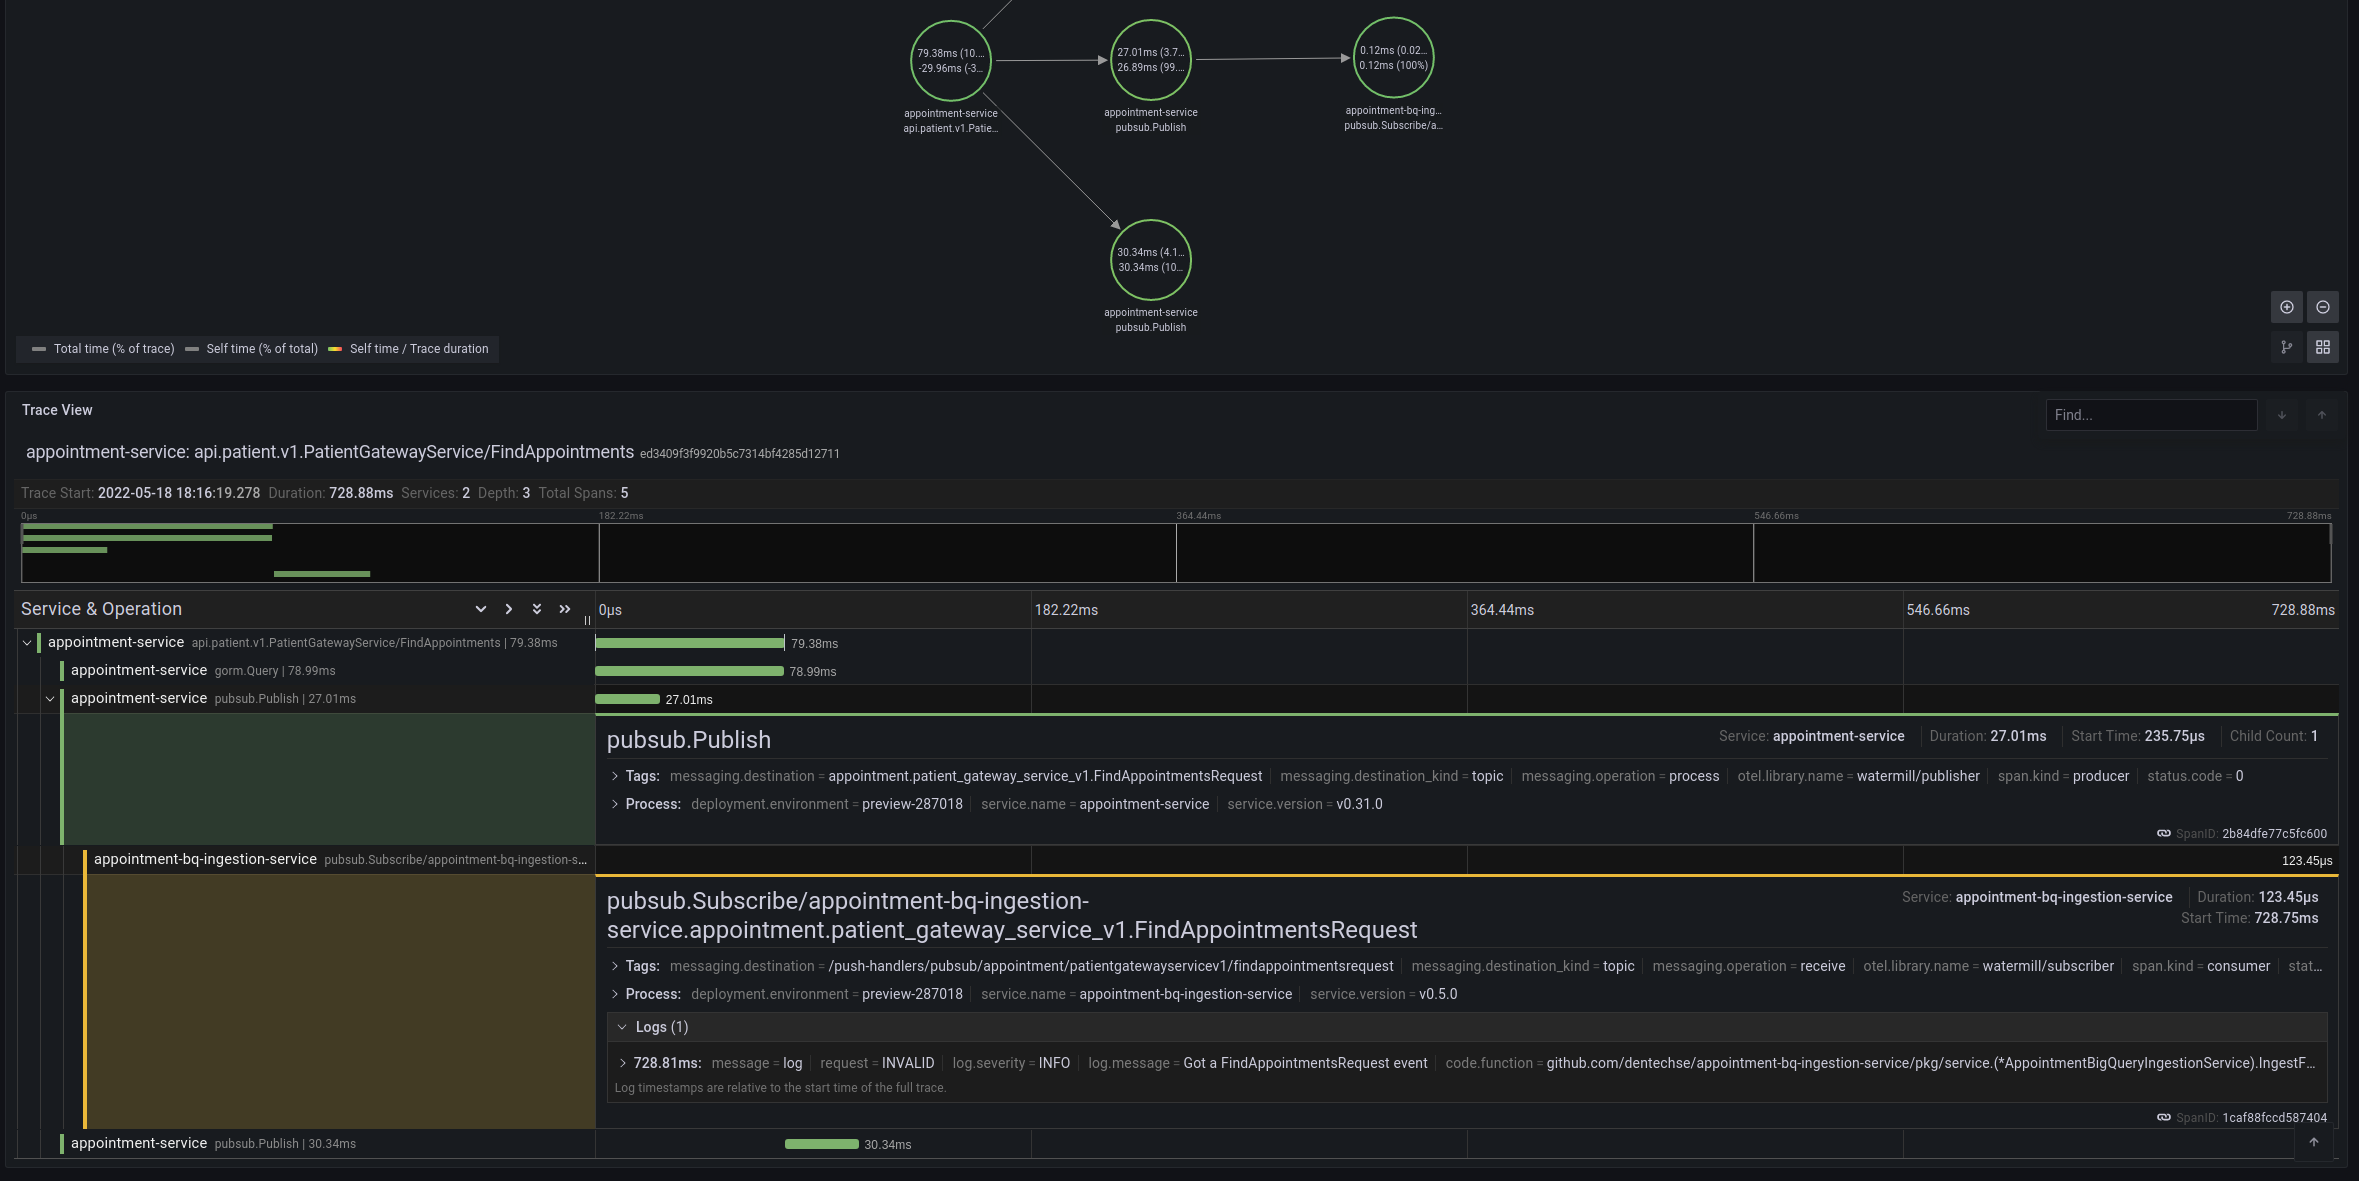 79.38ms (10....
-29.96ms (-3...
appointment-service
api.patient.v1.Patie...
27.01ms (3.7...
26.89ms (99....
appointment-service
pubsub.Publish
0.12ms (0.02...
0.12ms (100%)
appointment-bq-ing...
pubsub.Subscribe/a...
30.34ms (4.1...
30.34ms (10...
appointment-service
pubsub.Publish
Total time (% of trace) Self time (% of total) Self time / Trace duration
Trace View
Find...
appointment-service: api.patient.v1.PatientGatewayService/FindAppointments ed3409f3f9920b5c7314bf4285d12711
Trace Start: 2022-05-18 18:16:19.278 Duration: 728.88ms Services: 2 Depth: 3 Total Spans: 5
0μs 182.22ms 364.44ms 546.66ms 728.88ms
Service & Operation 0μs 182.22ms 364.44ms 546.66ms 728.88ms
appointment-service api.patient.v1.PatientGatewayService/FindAppointments | 79.38ms 79.38ms
appointment-service gorm.Query | 78.99ms 78.99ms
appointment-service pubsub.Publish | 27.01ms 27.01ms
pubsub.Publish Service: appointment-service Duration: 27.01ms Start Time: 235.75μs Child Count: 1
Tags: messaging.destination = appointment.patient_gateway_service_v1.FindAppointmentsRequest messaging.destination_kind = topic messaging.operation = process otel.library.name = watermill/publisher span.kind = producer status.code = 0
Process: deployment.environment = preview-287018 service.name = appointment-service service.version = v0.31.0
SpanID: 2b84dfe77c5fc600
appointment-bq-ingestion-service pubsub.Subscribe/appointment-bq-ingestion-s... 123.45μs
pubsub.Subscribe/appointment-bq-ingestion- Service: appointment-bq-ingestion-service Duration: 123.45μs
service.appointment.patient_gateway_service_v1.FindAppointmentsRequest Start Time: 728.75ms
Tags: messaging.destination = /push-handlers/pubsub/appointment/patientgatewayservicev1/findappointmentsrequest messaging.destination_kind = topic messaging.operation = receive otel.library.name = watermill/subscriber span.kind = consumer stat...
Process: deployment.environment = preview-287018 service.name = appointment-bq-ingestion-service service.version = v0.5.0
Logs (1)
728.81ms: message = log request = INVALID log.severity = INFO log.message = Got a FindAppointmentsRequest event code.function = github.com/dentechse/appointment-bq-ingestion-service/pkg/service.(*AppointmentBigQueryIngestionService).IngestF...
Log timestamps are relative to the start time of the full trace.
SpanID: 1caf88fccd587404
appointment-service pubsub.Publish | 30.34ms 30.34ms